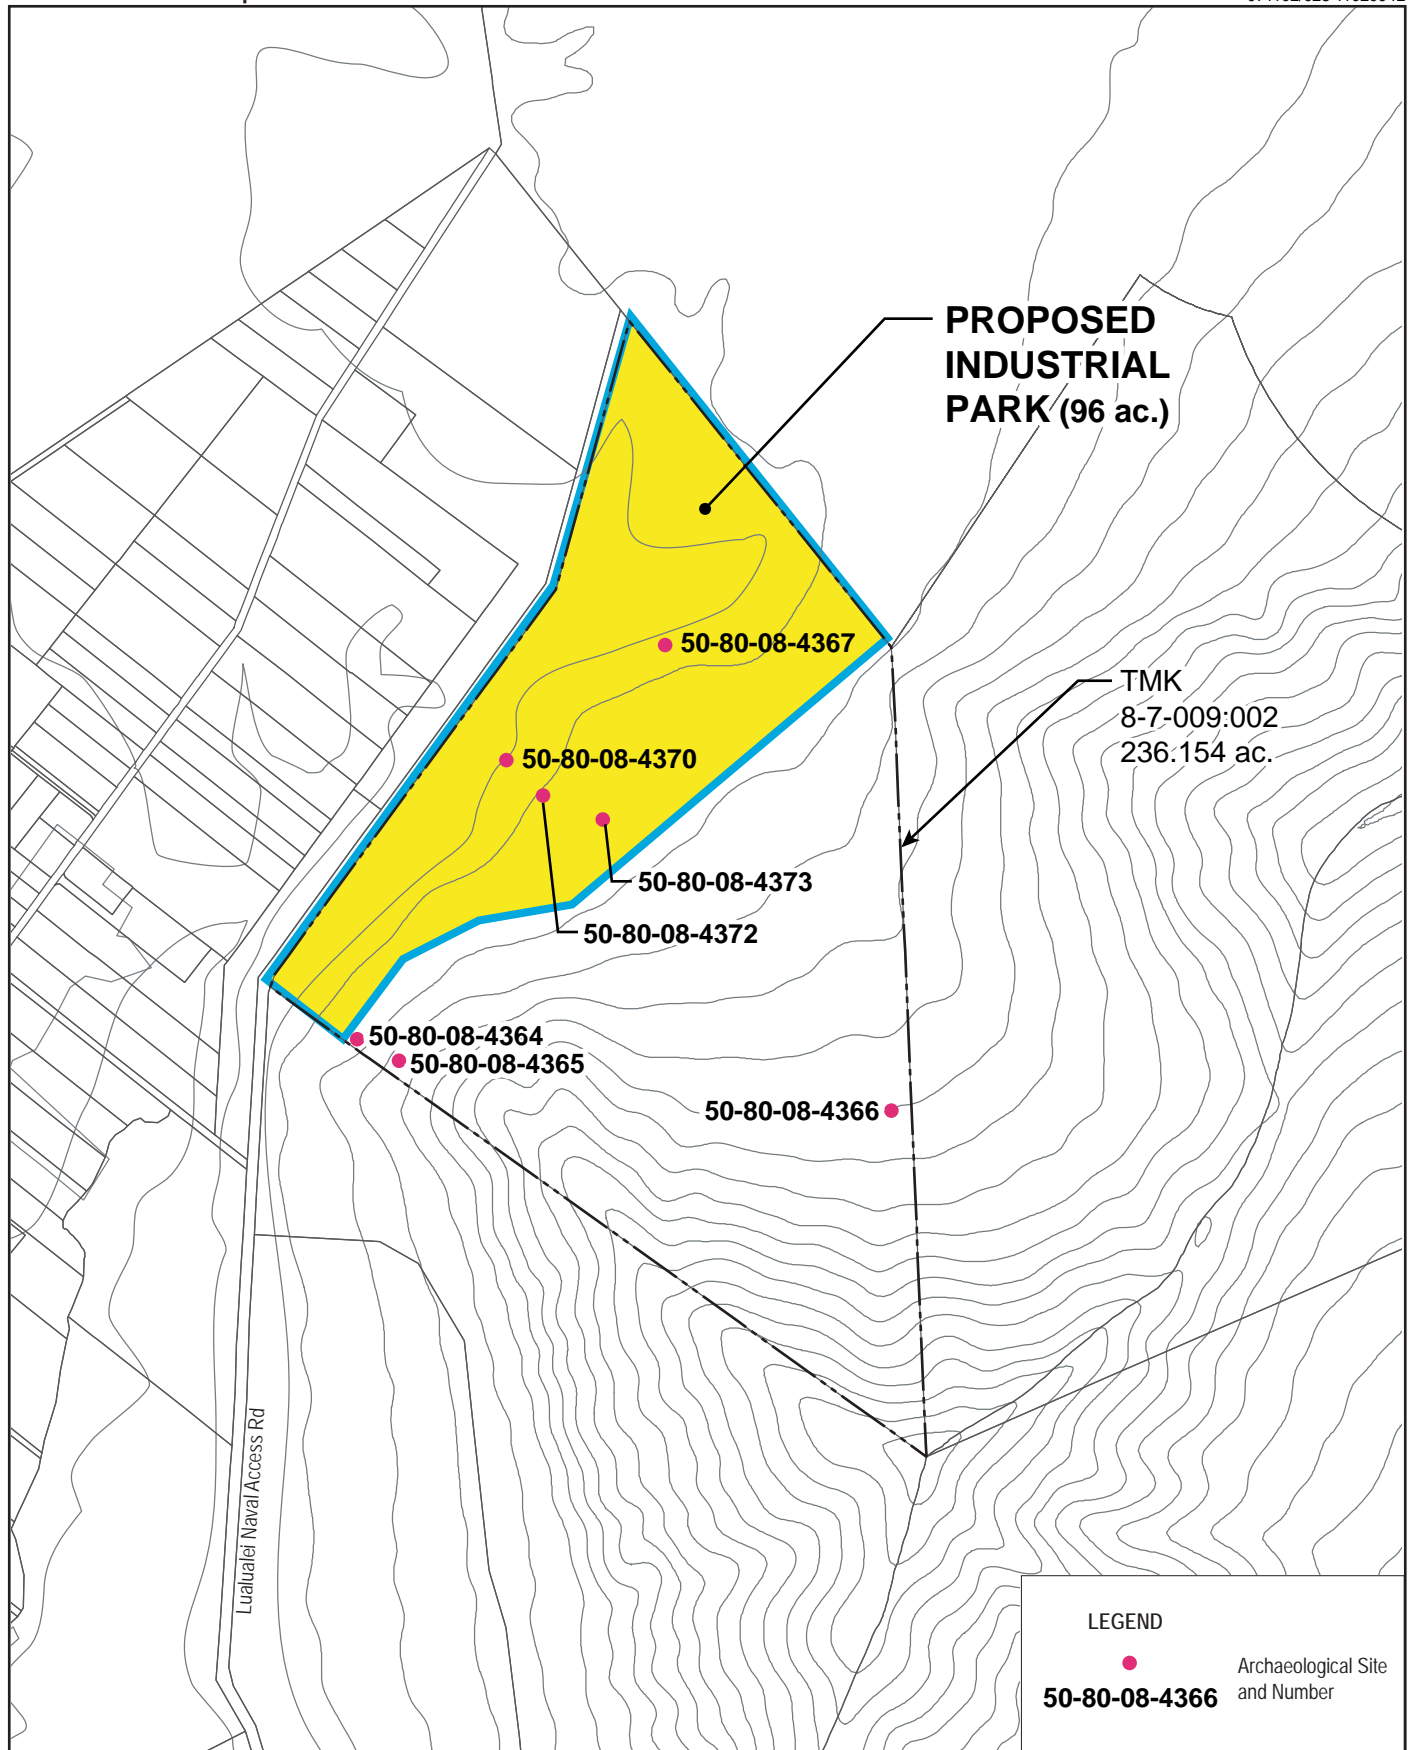 PROPOSED
INDUSTRIAL
PARK (96 ac.)
50-80-08-4367
TMK
8-7-009:002
236.154 ac.
50-80-08-4370
50-80-08-4373
50-80-08-4372
50-80-08-4364
50-80-08-4365
50-80-08-4366
Lualualei Naval Access Rd
LEGEND
50-80-08-4366
Archaeological Site
and Number